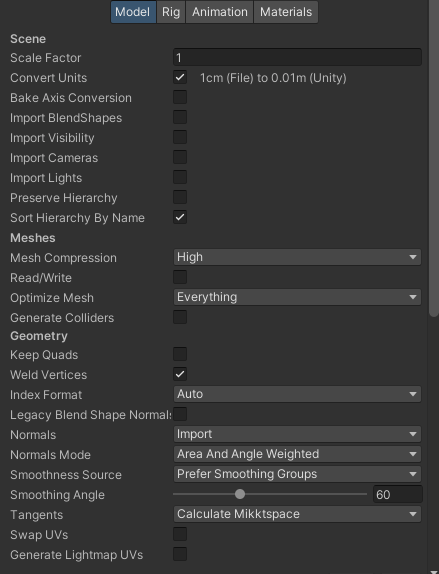 Model Rig Animation Materials
Scene
Scale Factor 1
Convert Units 1cm (File) to 0.01m (Unity)
Bake Axis Conversion
Import BlendShapes
Import Visibility
Import Cameras
Import Lights
Preserve Hierarchy
Sort Hierarchy By Name
Meshes
Mesh Compression High
Read/Write
Optimize Mesh Everything
Generate Colliders
Geometry
Keep Quads
Weld Vertices
Index Format Auto
Legacy Blend Shape Normals
Normals Import
Normals Mode Area And Angle Weighted
Smoothness Source Prefer Smoothing Groups
Smoothing Angle 60
Tangents Calculate Mikktspace
Swap UVs
Generate Lightmap UVs